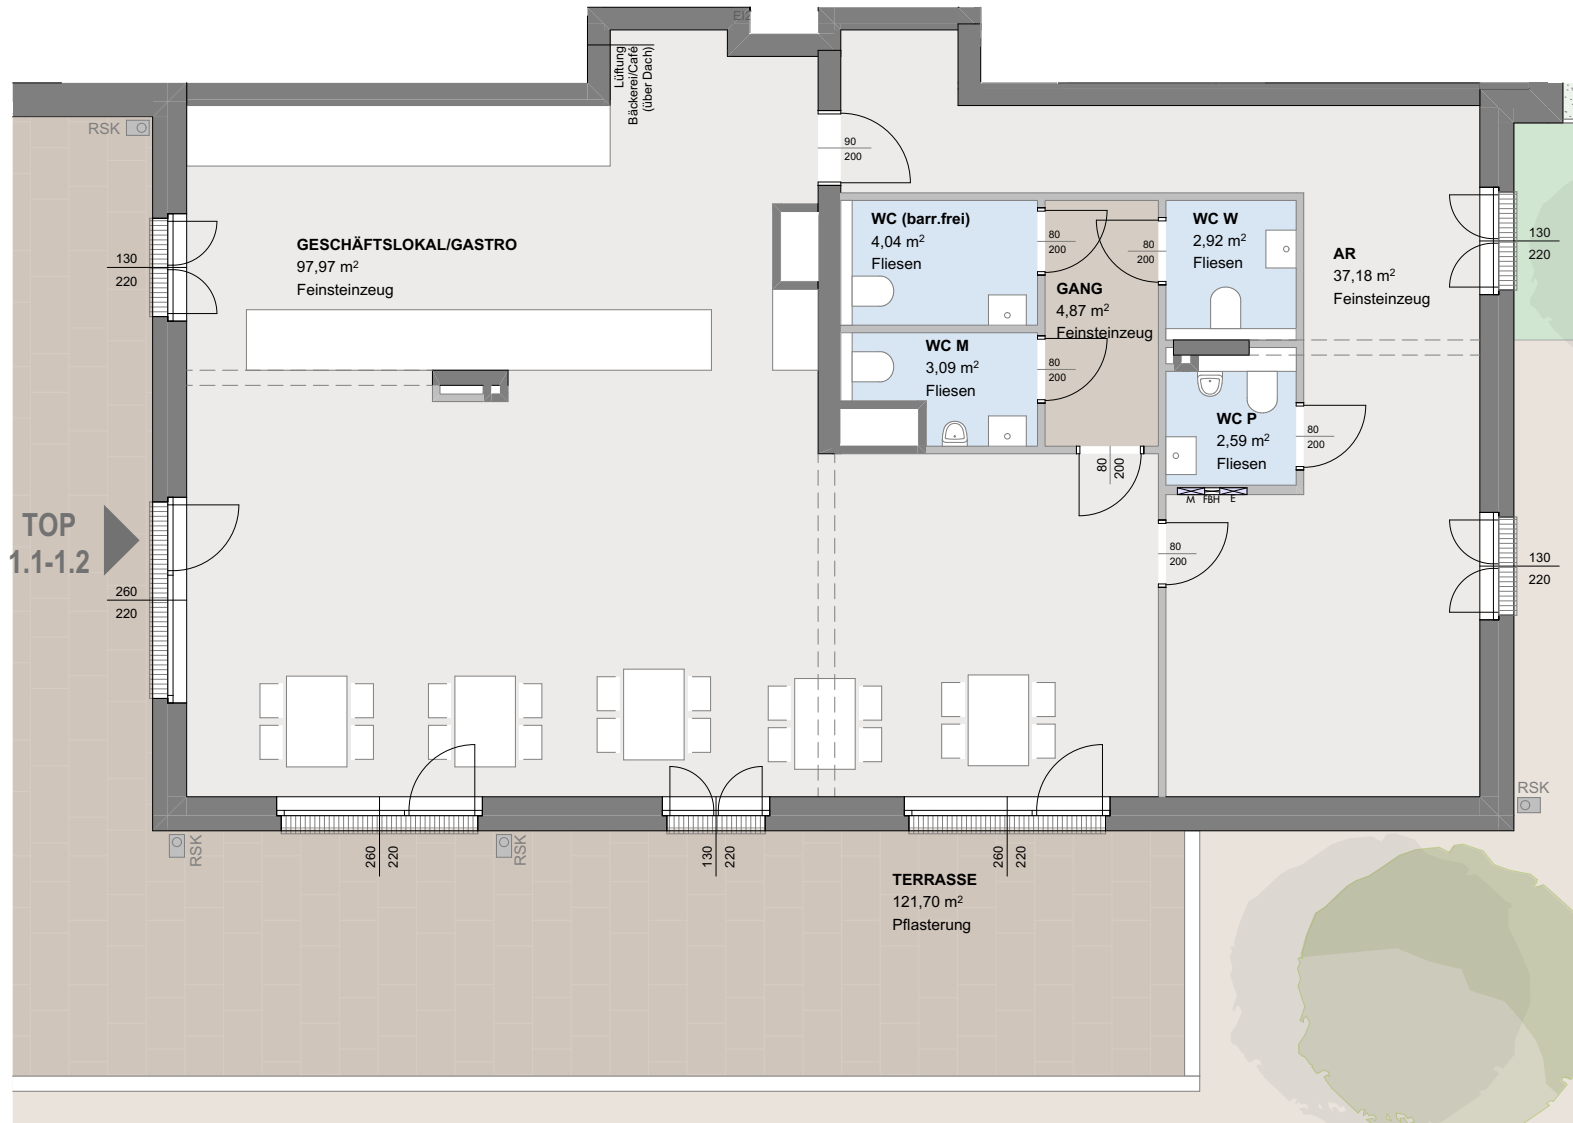 Ei2
Lüftung
Bäckerei/Café
(über Dach)
RSK
90
200
GESCHÄFTSLOKAL/GASTRO
97,97 m²
Feinsteinzeug
130
220
WC (barr.frei)
4,04 m²
Fliesen
80
200
80
200
WC W
2,92 m²
Fliesen
AR
37,18 m²
Feinsteinzeug
130
220
GANG
4,87 m²
Feinsteinzeug
WC M
3,09 m²
Fliesen
80
200
WC P
2,59 m²
Fliesen
80
200
80
200
M FBH E
TOP
1.1-1.2
80
200
130
220
260
220
RSK
RSK
RSK
260
220
130
220
260
220
TERRASSE
121,70 m²
Pflasterung